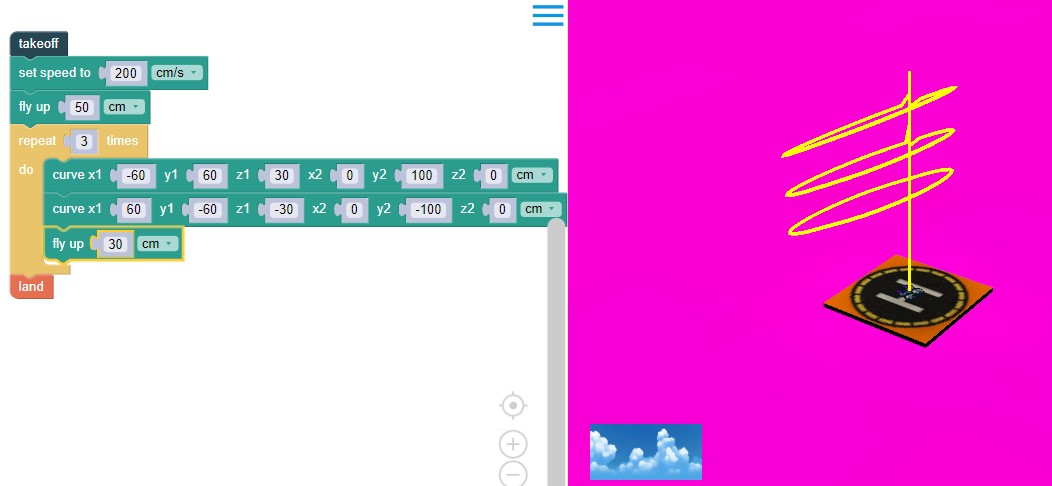 takeoff
set speed to 200 cm/s
fly up 50 cm
repeat 3 times
do
curve x1 -60 y1 60 z1 30 x2 0 y2 100 z2 0 cm
curve x1 60 y1 -60 z1 -30 x2 0 y2 -100 z2 0 cm
fly up 30 cm
land
H